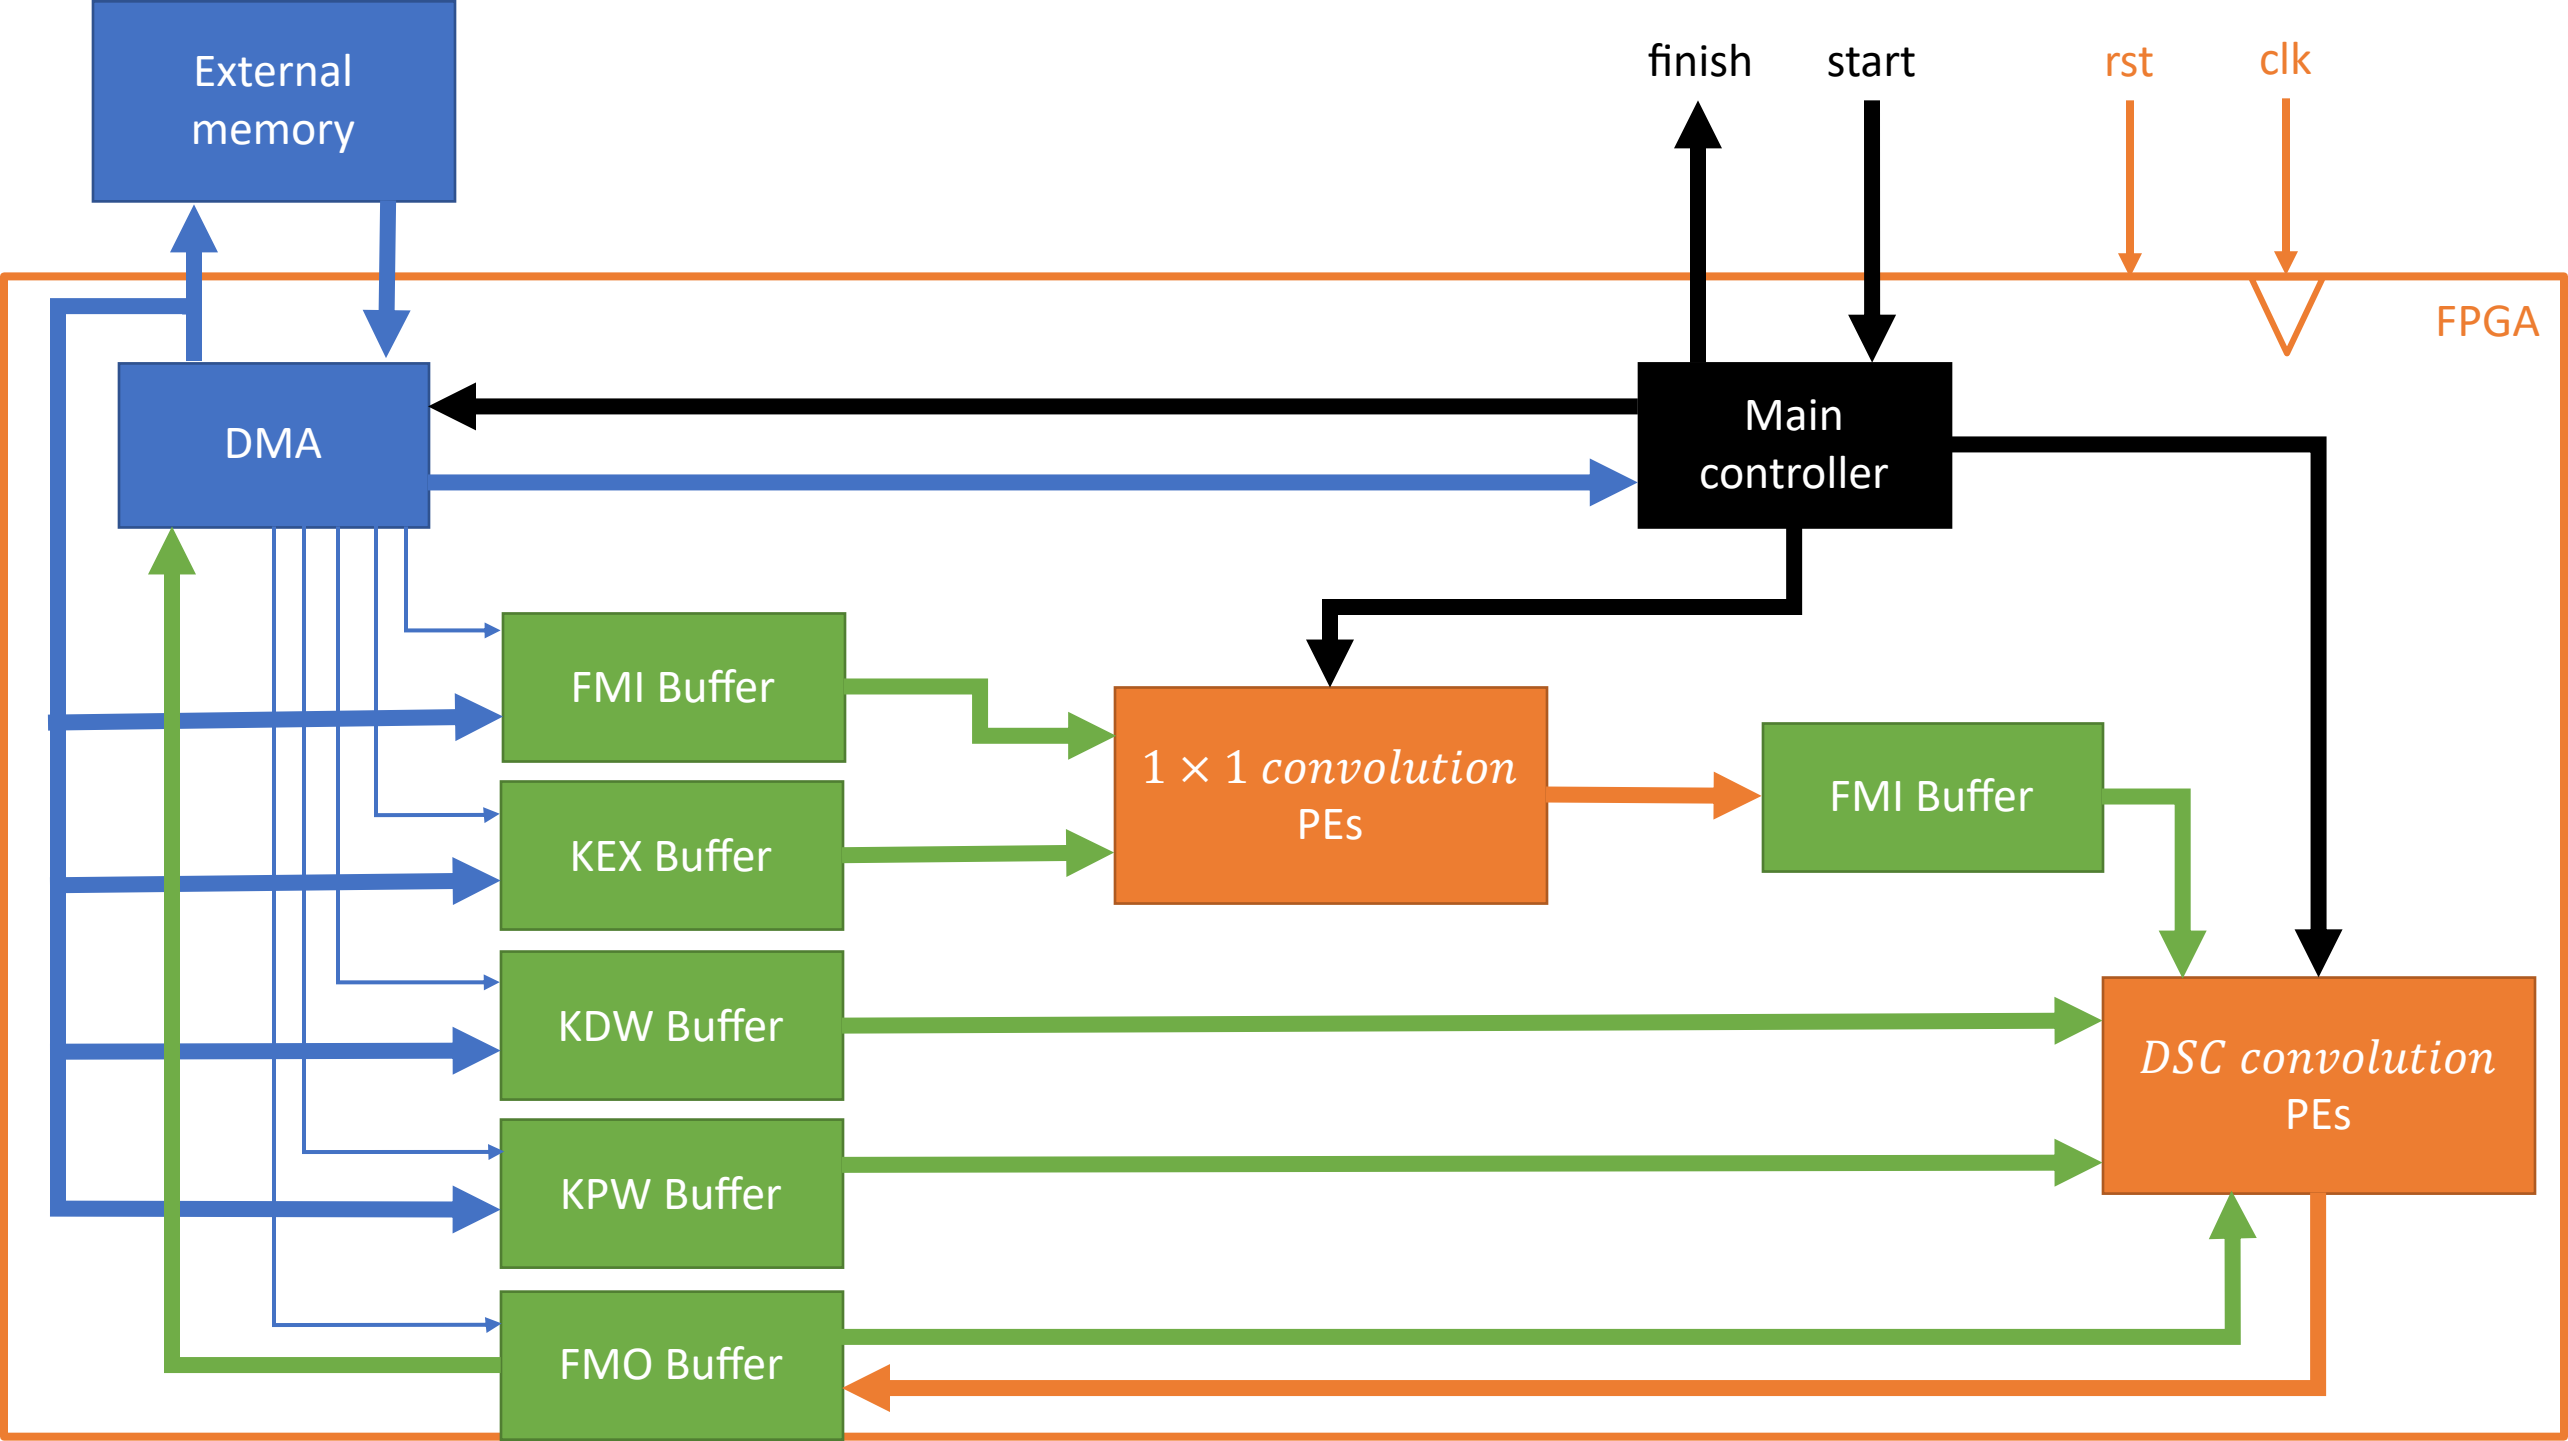 External
memory
finish
start
rst
clk
FPGA
DMA
Main
controller
FMI Buffer
1 × 1 convolution
PEs
FMI Buffer
KEX Buffer
KDW Buffer
DSC convolution
PEs
KPW Buffer
FMO Buffer